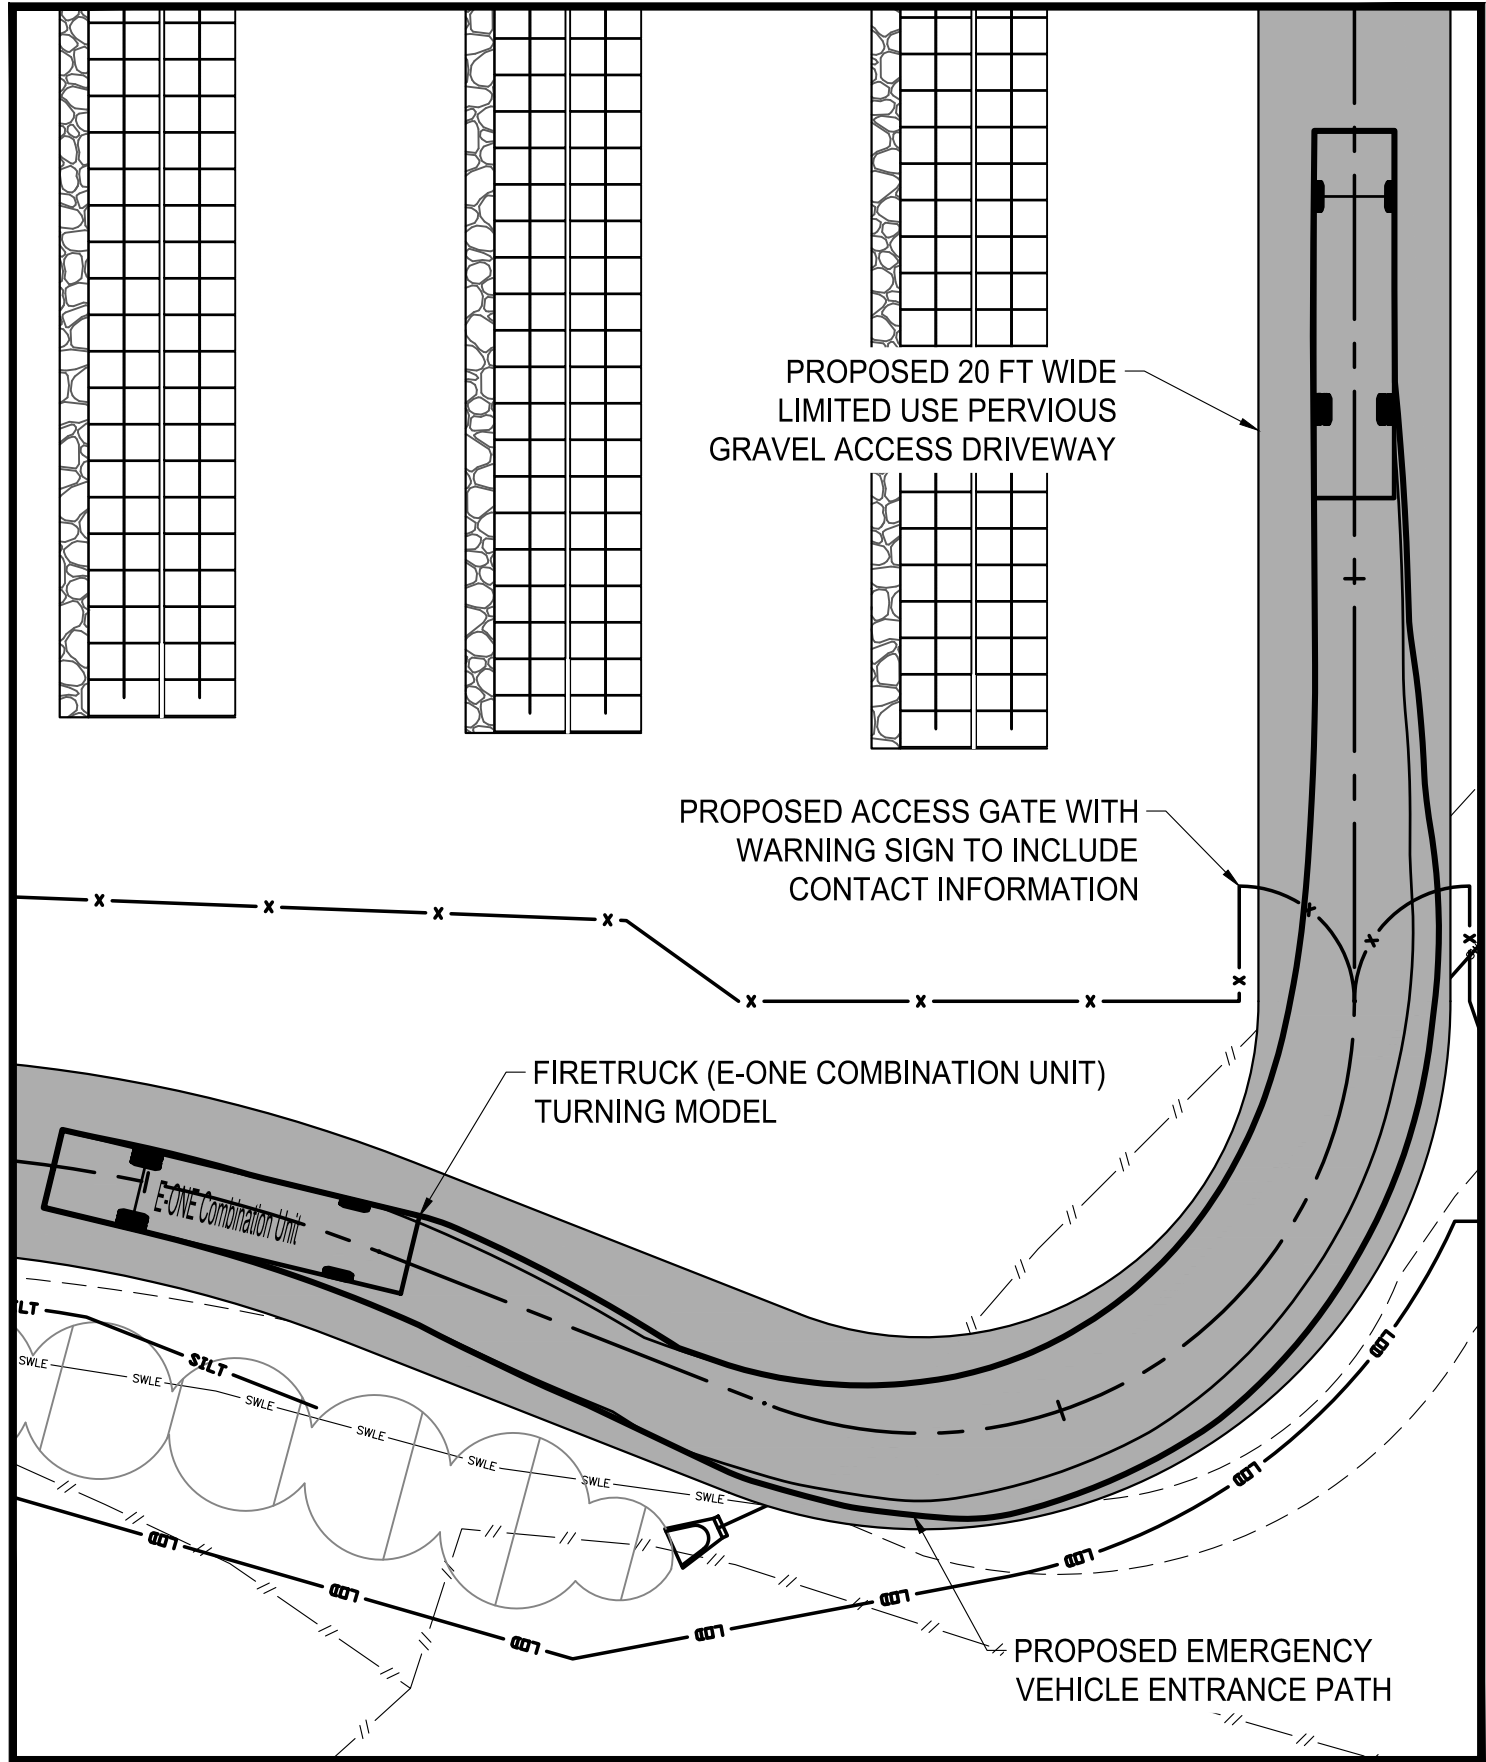 PROPOSED 20 FT WIDE
LIMITED USE PERVIOUS
GRAVEL ACCESS DRIVEWAY
PROPOSED ACCESS GATE WITH
WARNING SIGN TO INCLUDE
CONTACT INFORMATION
X
X
X
X
X
X
X
X
X
X
X
FIRETRUCK (E-ONE COMBINATION UNIT)
TURNING MODEL
E-ONE Combination Unit
LT
SILT
SWLE
SWLE
SWLE
SWLE
SWLE
SWLE
SWLE
LOD
LOD
LOD
LOD
LOD
LOD
LOD
LOD
PROPOSED EMERGENCY
VEHICLE ENTRANCE PATH